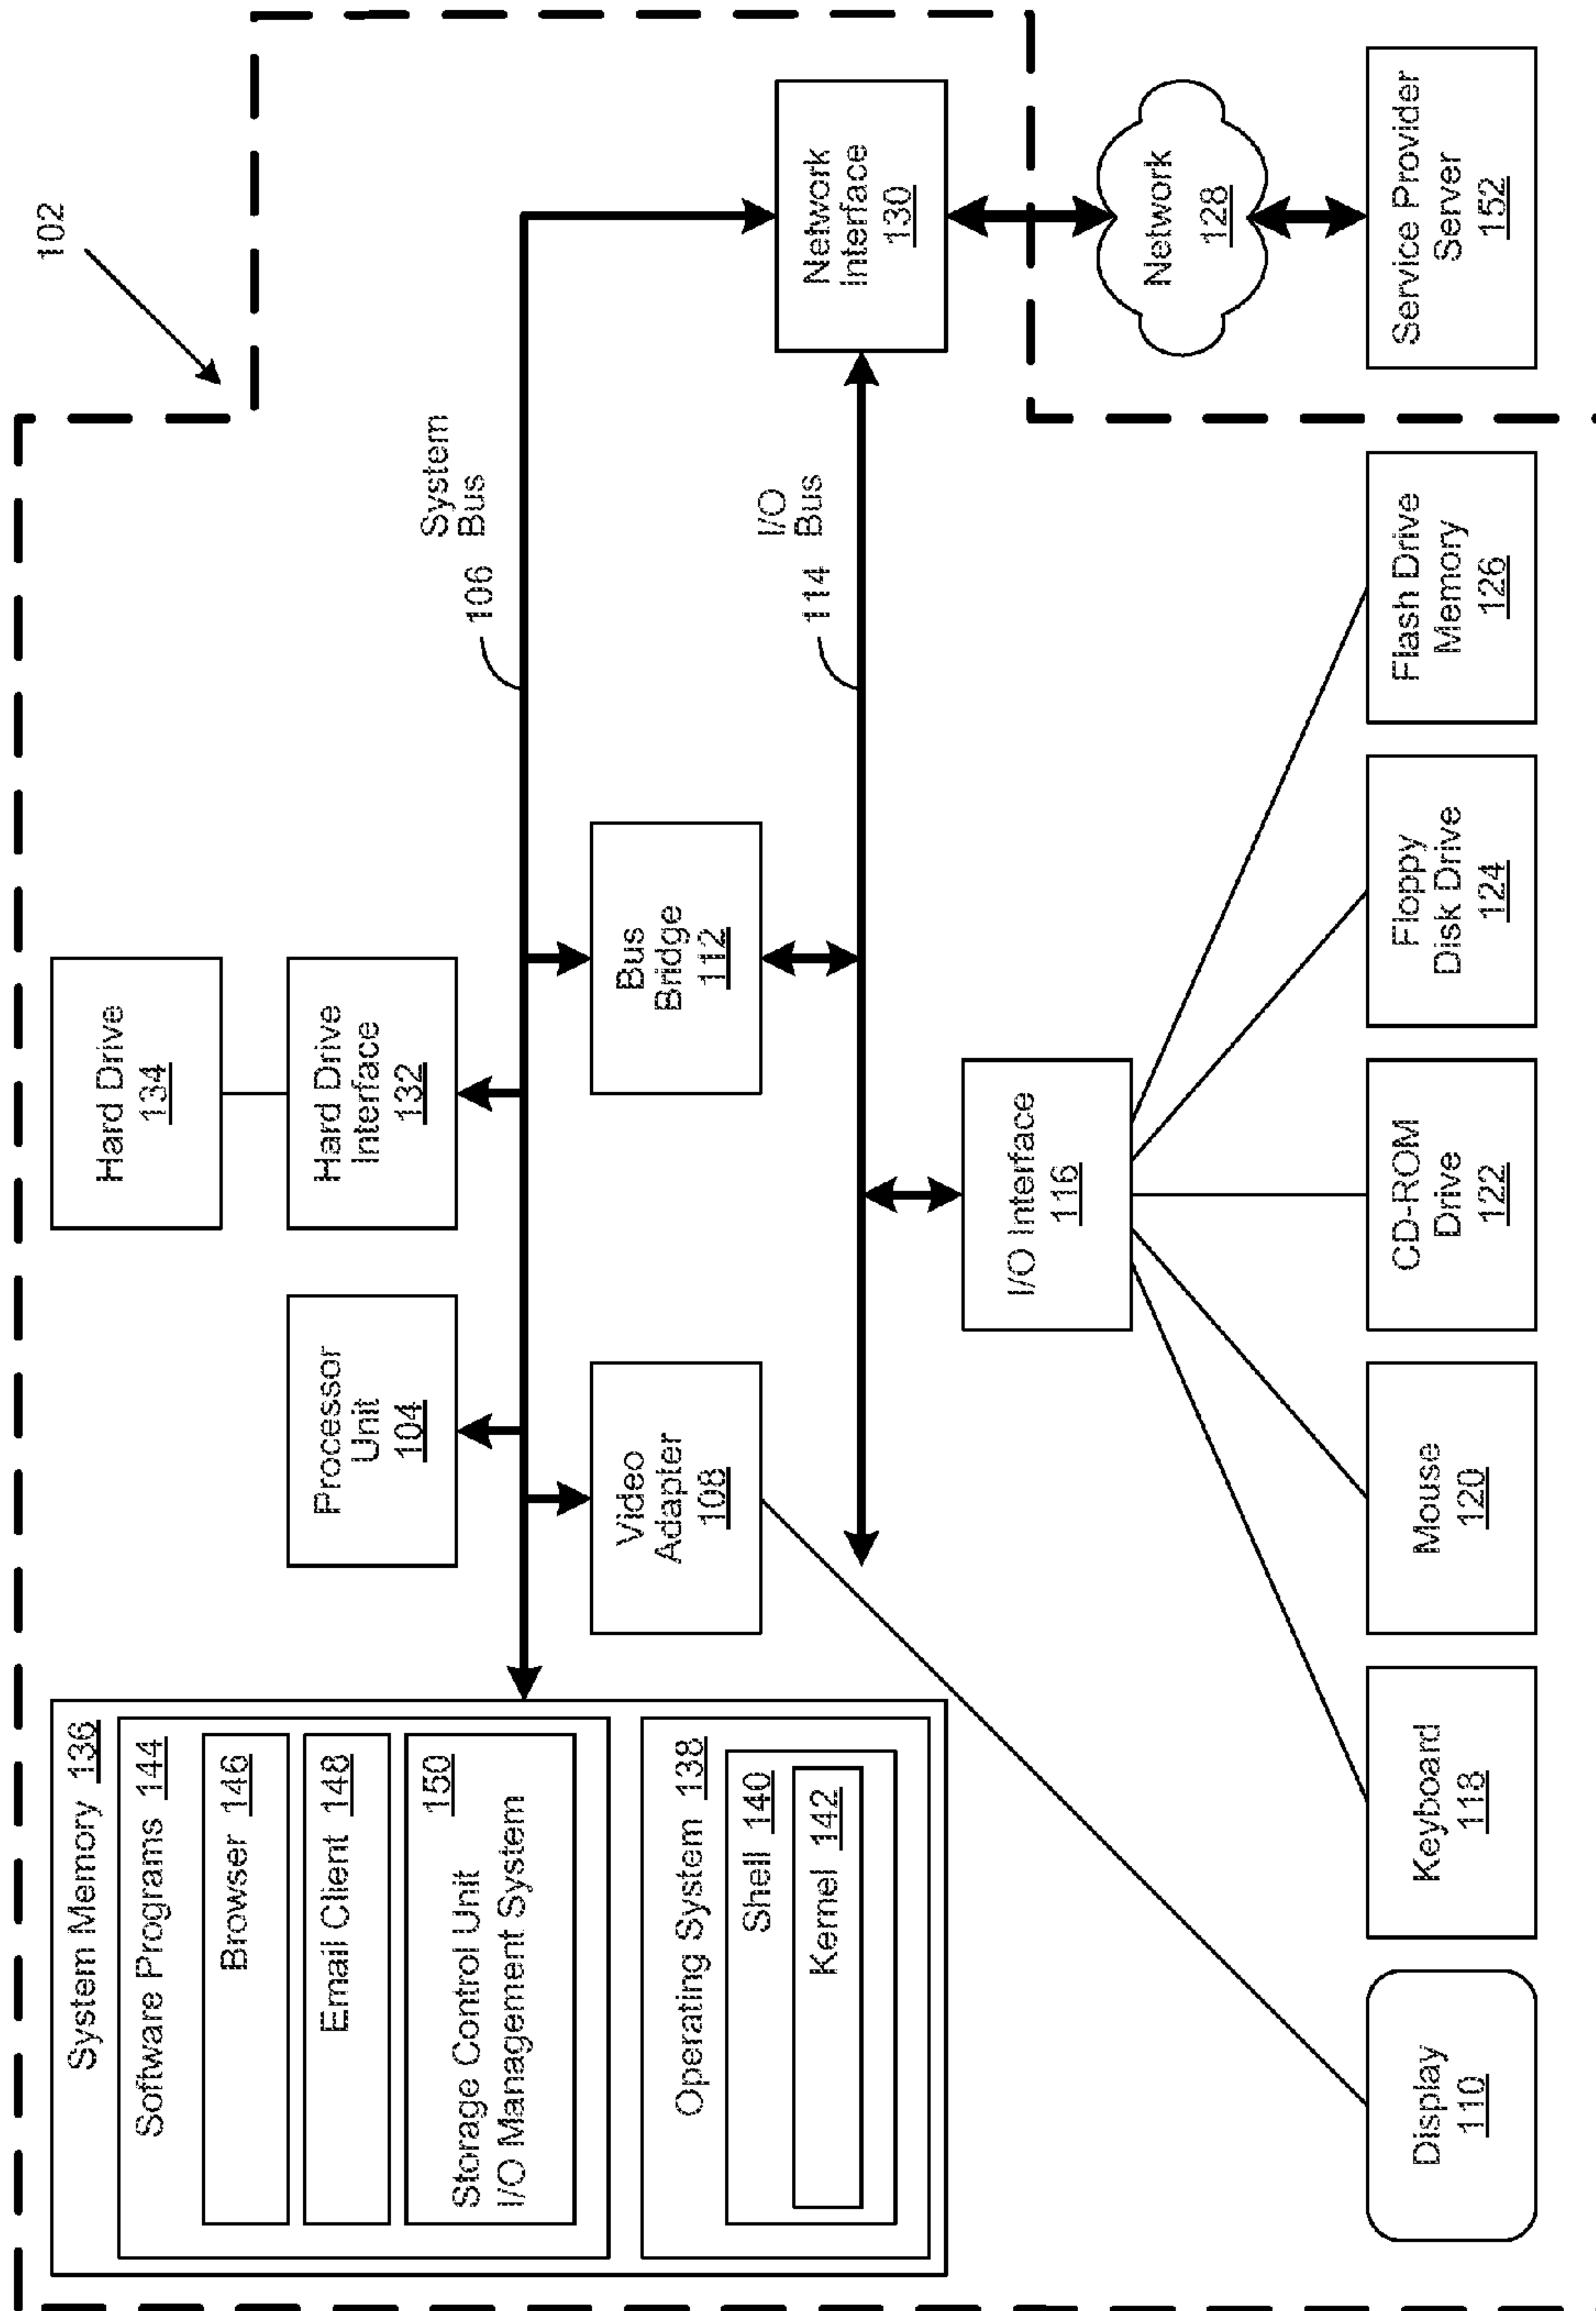 102
System Memory 136
Software Programs 144
Browser 146
Email Client 148
150
Storage Control Unit
I/O Management System
Operating System 138
Shell 140
Kernel 142
Hard Drive
134
Processor
Unit
104
Hard Drive
Interface
132
106
System
Bus
Video
Adapter
108
Bus
Bridge
112
114
I/O
Bus
Network
Interface
130
I/O Interface
116
Network
128
Display
110
Keyboard
118
Mouse
120
CD-ROM
Drive
122
Floppy
Disk Drive
124
Flash Drive
Memory
126
Service Provider
Server
152